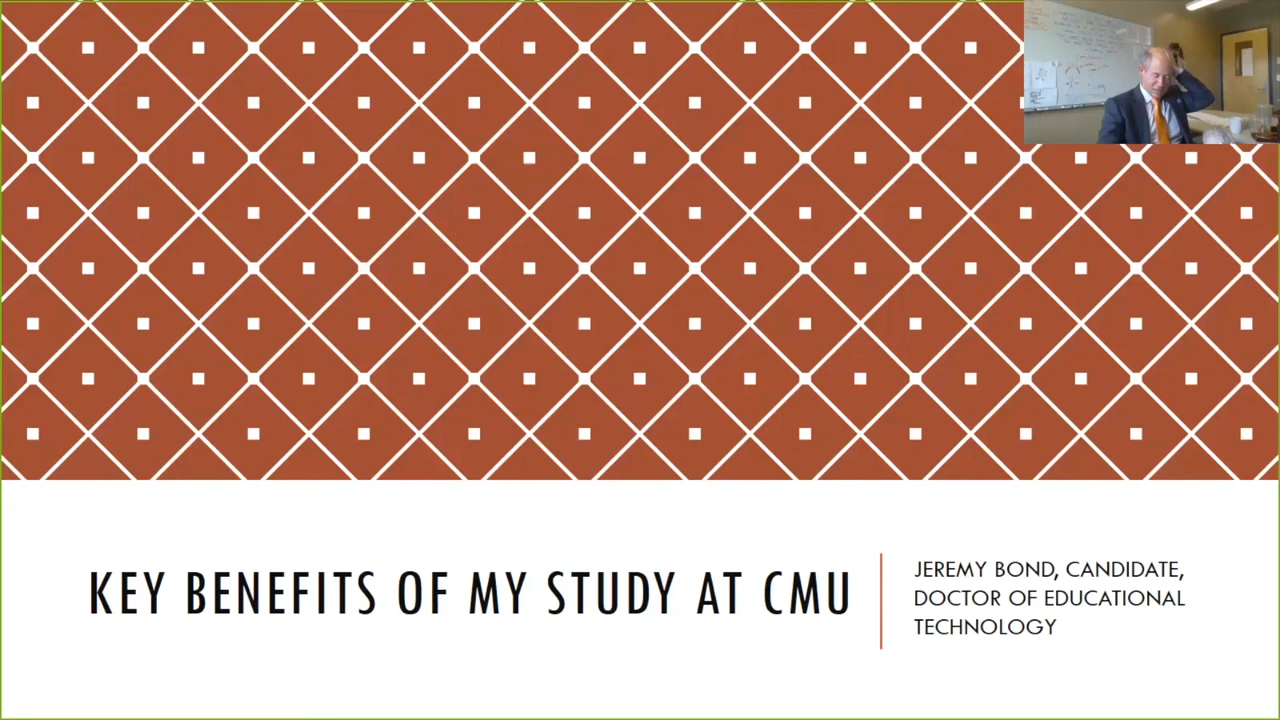 KEY BENEFITS OF MY STUDY AT CMU
JEREMY BOND, CANDIDATE,
DOCTOR OF EDUCATIONAL
TECHNOLOGY